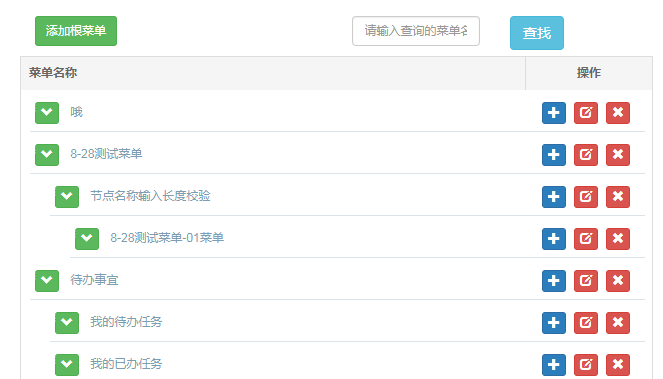 添加根菜单 请输入查询的菜单名 查找
菜单名称 操作
哦
8-28测试菜单
节点名称输入长度校验
8-28测试菜单-01菜单
待办事宜
我的待办任务
我的已办任务